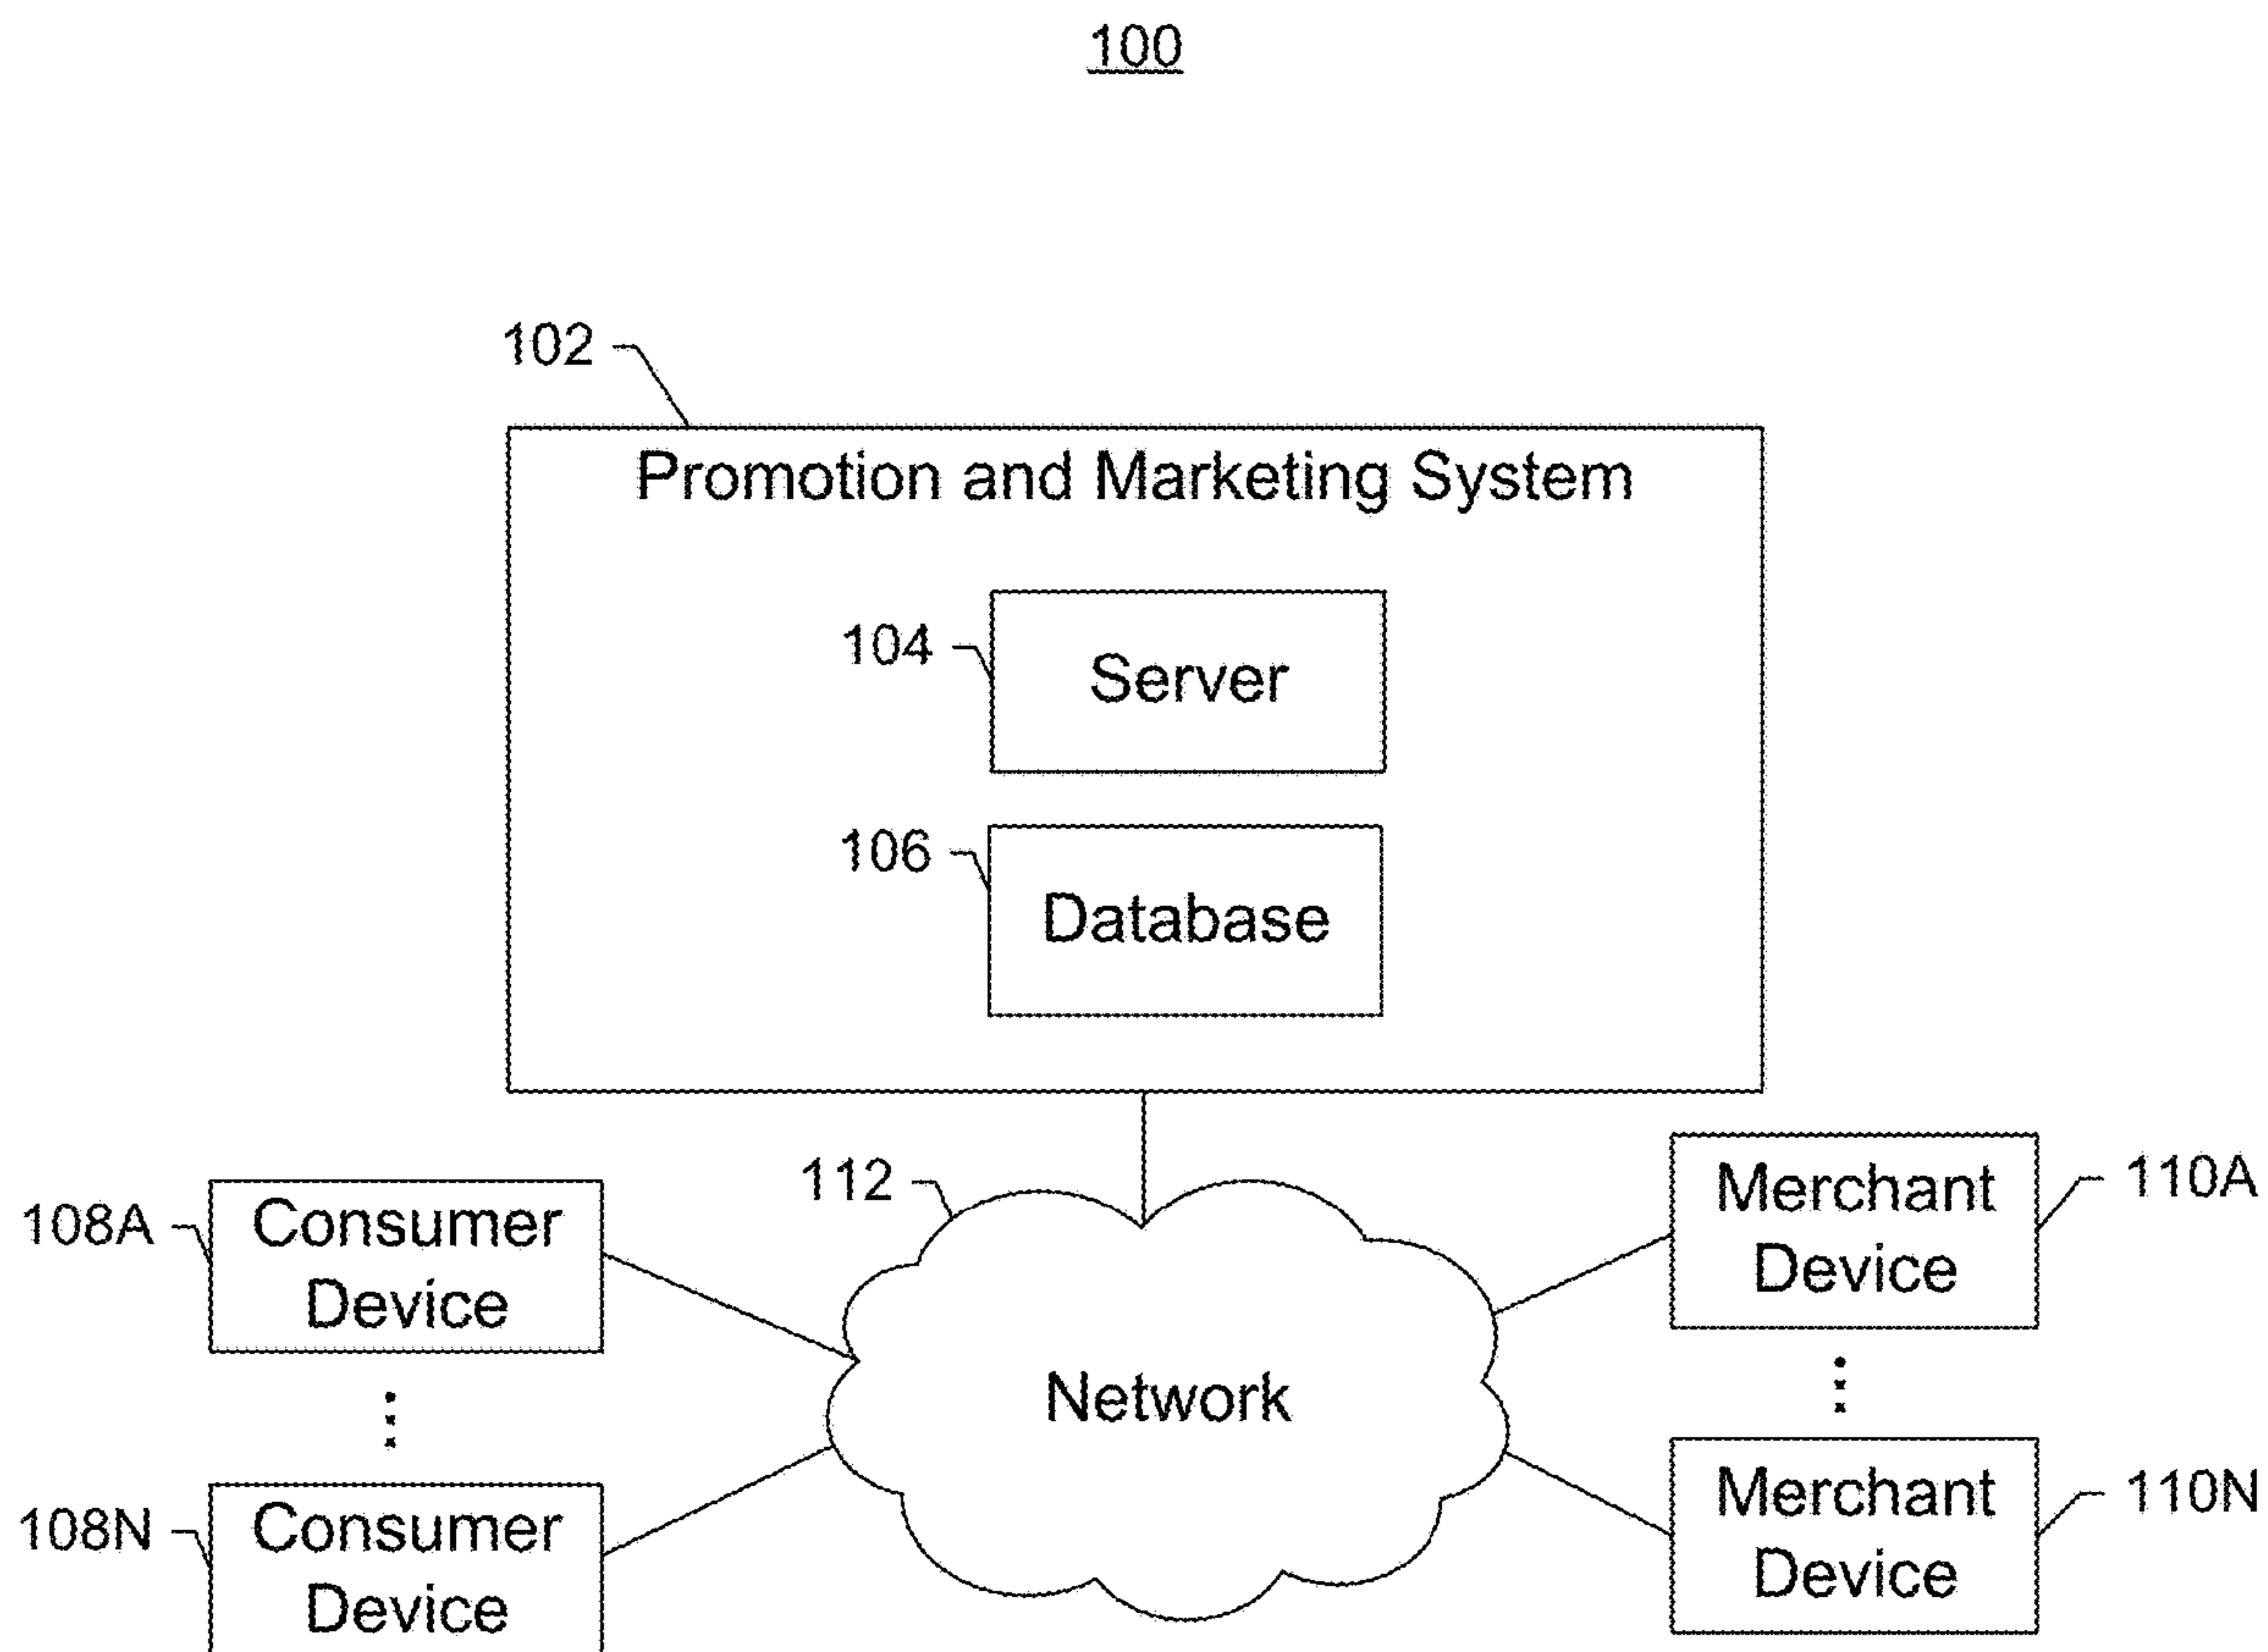 100
102
Promotion and Marketing System
104
Server
106
Database
112
108A
Consumer
Device
108N
Consumer
Device
Network
Merchant
Device
110A
Merchant
Device
110N